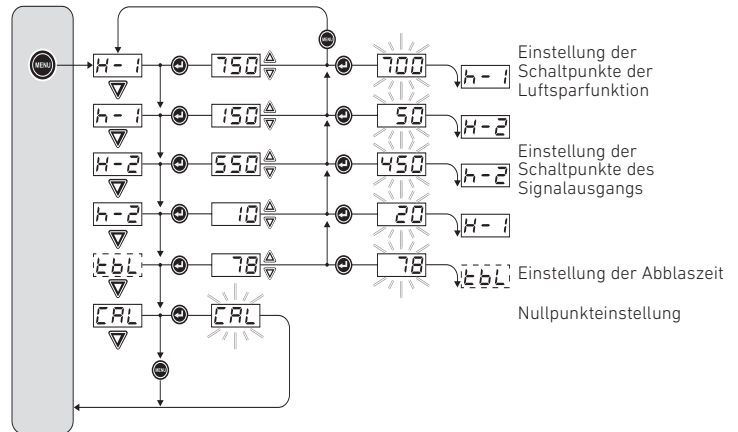 MENU
MENU H-1 750 700 h-1 Einstellung der
Schaltpunkte der
Luftsparfunktion
h-1 150 50 H-2
H-2 550 450 h-2 Einstellung der
Schaltpunkte des
Signalausgangs
h-2 10 20 H-1
tbL 78 78 tbL Einstellung der Abblaszeit
CAL CAL Nullpunkteinstellung
MENU